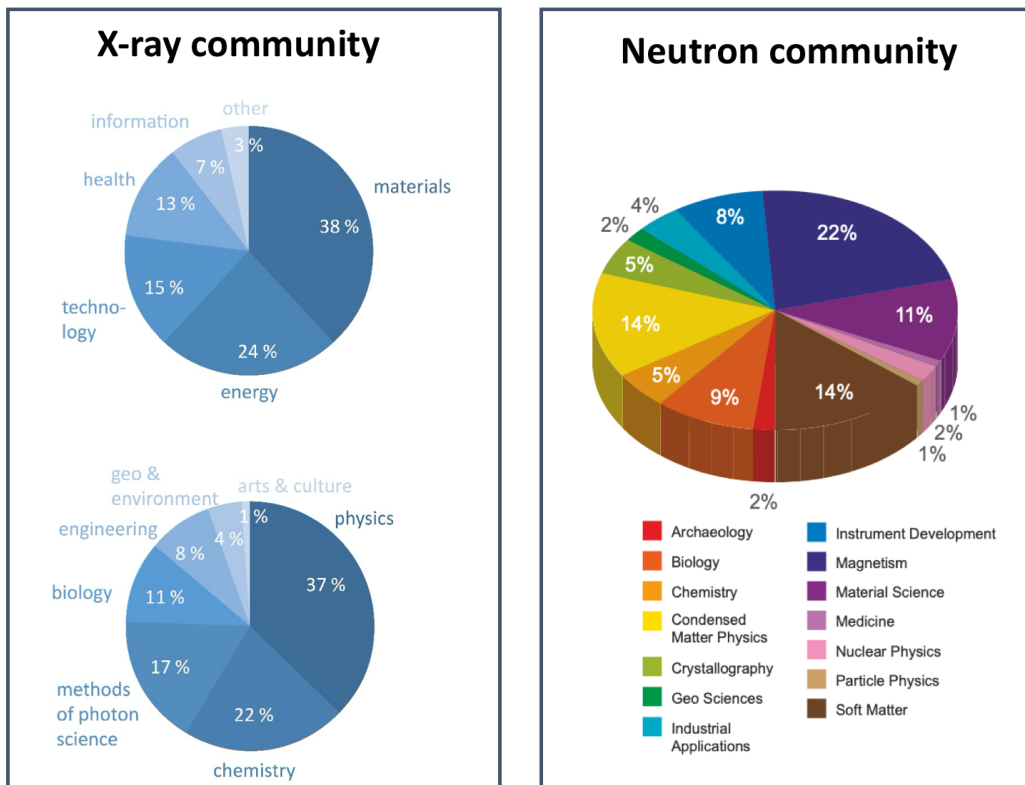 X-ray community
other
information
3 %
7 %
health
materials
13 %
38 %
15 %
techno-
logy
24 %
energy
geo &
environment
arts & culture
1 %
physics
engineering
4 %
8 %
37 %
biology
11 %
17 %
methods
of photon
science
22 %
chemistry
Neutron community
4%
8%
2%
22%
5%
11%
14%
5%
9%
14%
1%
2%
1%
2%
Archaeology
Biology
Chemistry
Condensed
Matter Physics
Crystallography
Geo Sciences
Industrial
Applications
Instrument Development
Magnetism
Material Science
Medicine
Nuclear Physics
Particle Physics
Soft Matter